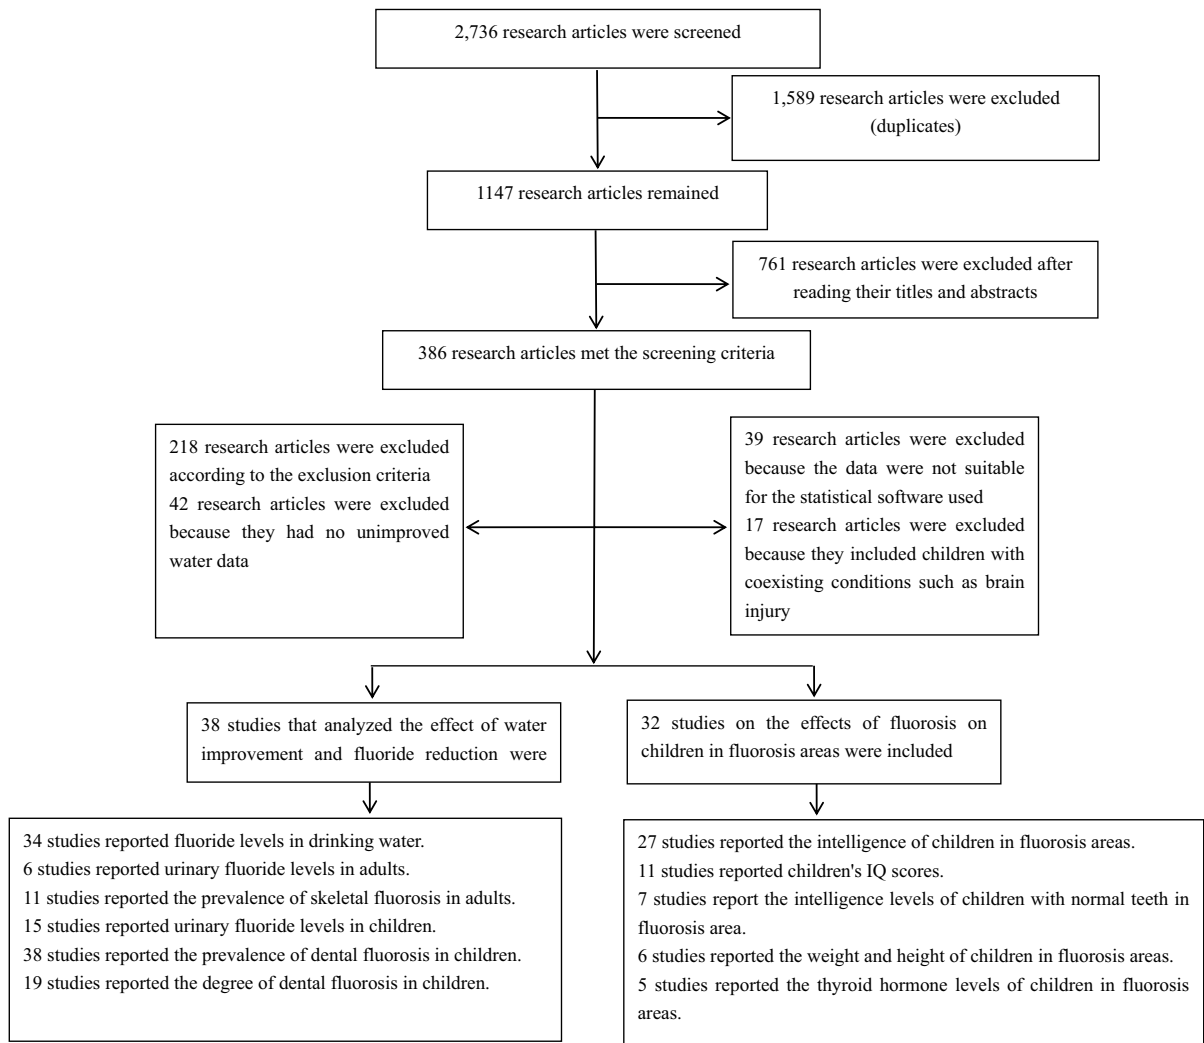 2,736 research articles were screened
1,589 research articles were excluded
(duplicates)
1147 research articles remained
761 research articles were excluded after
reading their titles and abstracts
386 research articles met the screening criteria
218 research articles were excluded
according to the exclusion criteria
42 research articles were excluded
because they had no unimproved
water data
39 research articles were excluded
because the data were not suitable
for the statistical software used
17 research articles were excluded
because they included children with
coexisting conditions such as brain
injury
38 studies that analyzed the effect of water
improvement and fluoride reduction were
32 studies on the effects of fluorosis on
children in fluorosis areas were included
34 studies reported fluoride levels in drinking water.
6 studies reported urinary fluoride levels in adults.
11 studies reported the prevalence of skeletal fluorosis in adults.
15 studies reported urinary fluoride levels in children.
38 studies reported the prevalence of dental fluorosis in children.
19 studies reported the degree of dental fluorosis in children.
27 studies reported the intelligence of children in fluorosis areas.
11 studies reported children's IQ scores.
7 studies report the intelligence levels of children with normal teeth in
fluorosis area.
6 studies reported the weight and height of children in fluorosis areas.
5 studies reported the thyroid hormone levels of children in fluorosis
areas.